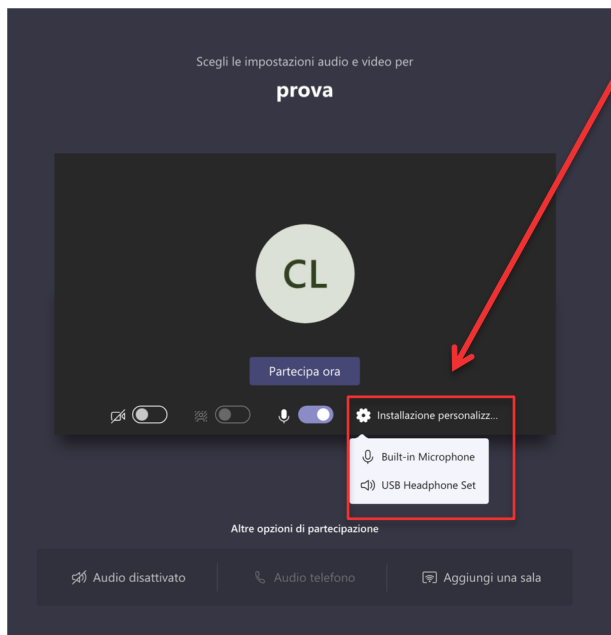 Scegli le impostazioni audio e video per
prova
CL
Partecipa ora
Installazione personalizz...
Built-in Microphone
USB Headphone Set
Altre opzioni di partecipazione
Audio disattivato
Audio telefono
Aggiungi una sala